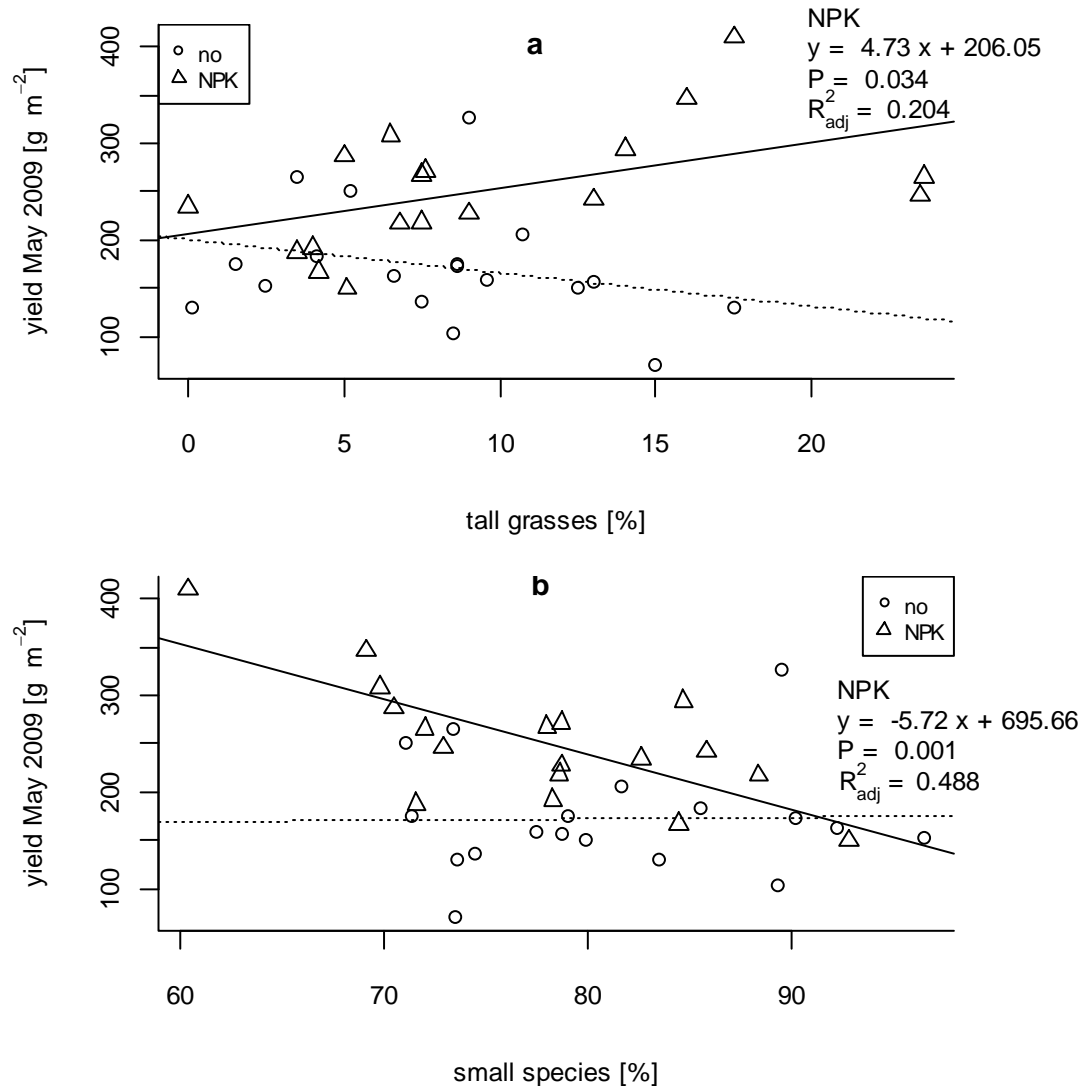 a
no
NPK
NPK
y = 4.73 x + 206.05
P = 0.034
R²adj = 0.204
yield May 2009 [g m⁻²]
400
300
200
100
0 5 10 15 20
tall grasses [%]
b
no
NPK
NPK
y = -5.72 x + 695.66
P = 0.001
R²adj = 0.488
yield May 2009 [g m⁻²]
400
300
200
100
60 70 80 90
small species [%]